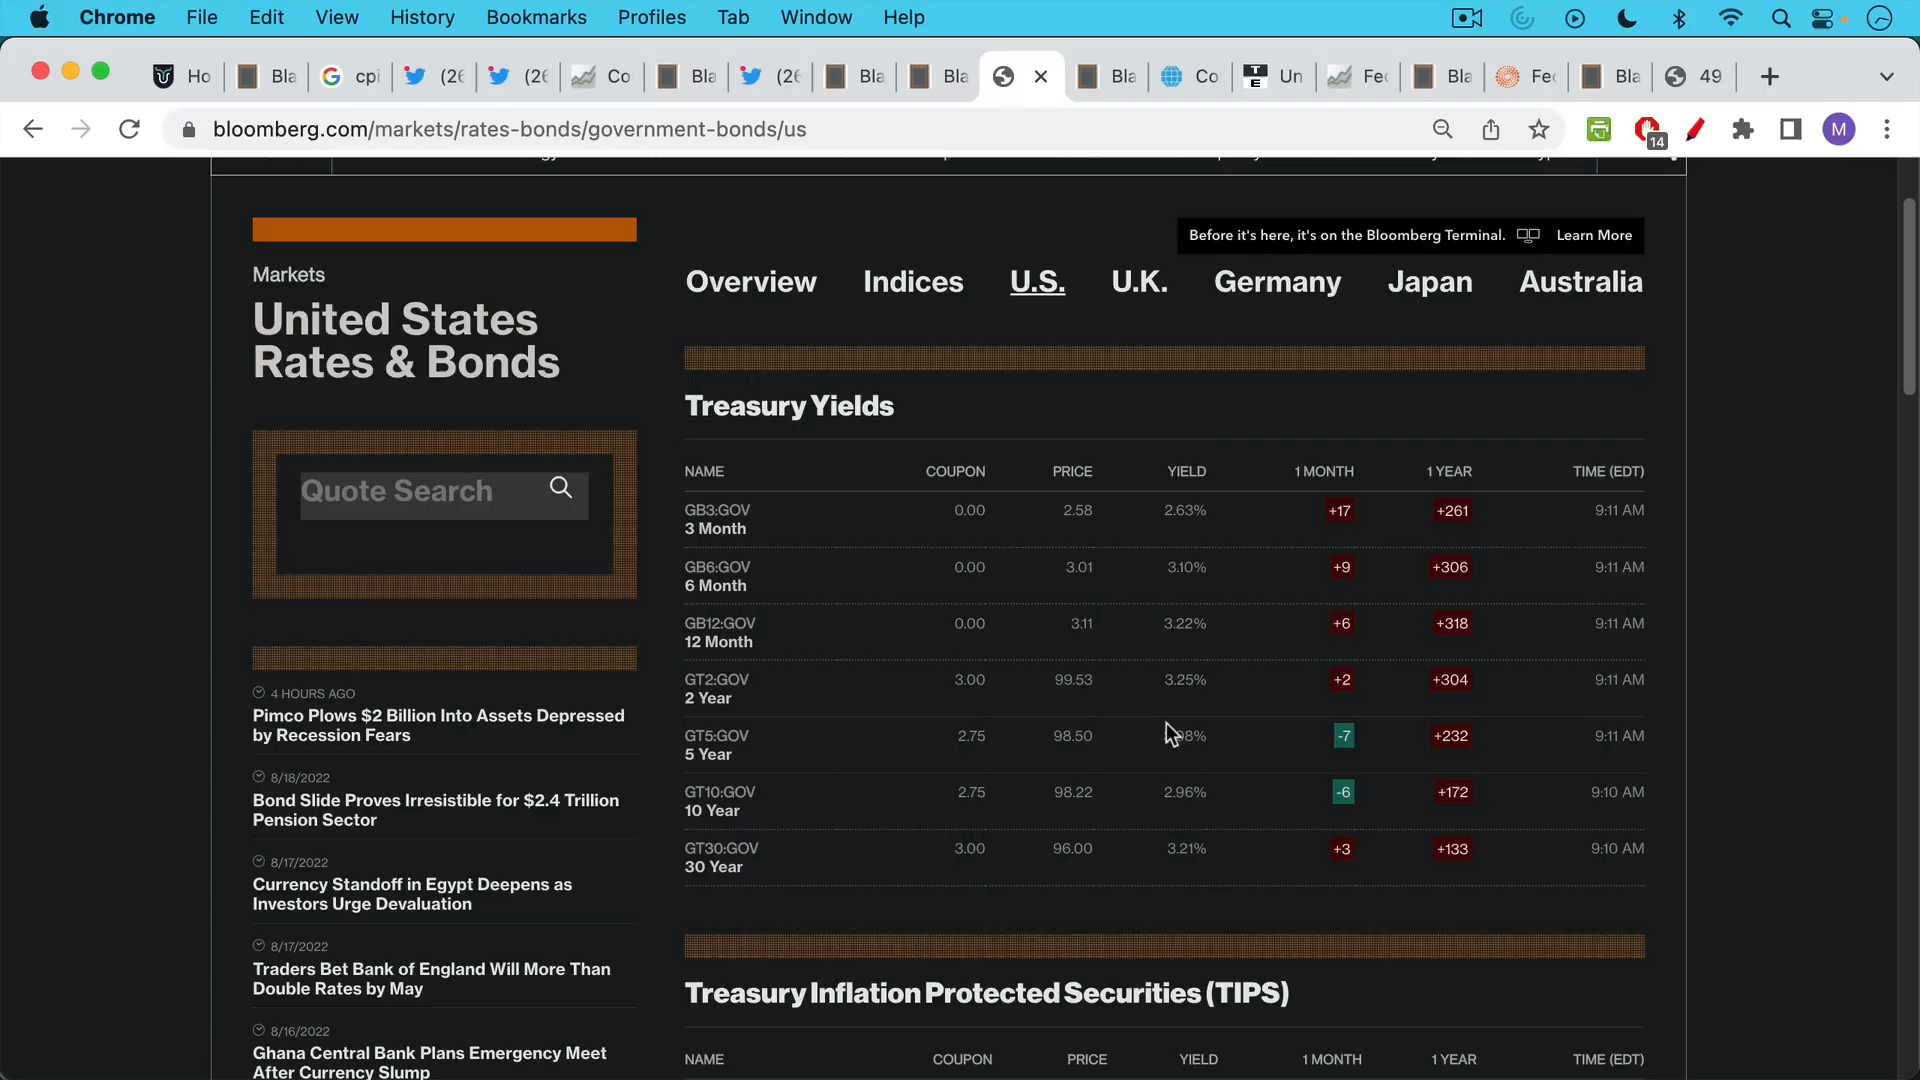 Chrome File Edit View History Bookmarks Profiles Tab Window Help
Ho Bla cpi (26 (26 Co Bla (26 Bla Bla Bla Co Un Fec Bla Fec Bla 49
bloomberg.com/markets/rates-bonds/government-bonds/us 14 M
Before it's here, it's on the Bloomberg Terminal. Learn More
Markets
United States
Rates & Bonds
Overview Indices U.S. U.K. Germany Japan Australia
Quote Search
4 HOURS AGO
Pimco Plows $2 Billion Into Assets Depressed
by Recession Fears
8/18/2022
Bond Slide Proves Irresistible for $2.4 Trillion
Pension Sector
8/17/2022
Currency Standoff in Egypt Deepens as
Investors Urge Devaluation
8/17/2022
Traders Bet Bank of England Will More Than
Double Rates by May
8/16/2022
Ghana Central Bank Plans Emergency Meet
After Currency Slump
Treasury Yields
NAME COUPON PRICE YIELD 1 MONTH 1 YEAR TIME (EDT)
GB3:GOV 0.00 2.58 2.63% +17 +261 9:11 AM
3 Month
GB6:GOV 0.00 3.01 3.10% +9 +306 9:11 AM
6 Month
GB12:GOV 0.00 3.11 3.22% +6 +318 9:11 AM
12 Month
GT2:GOV 3.00 99.53 3.25% +2 +304 9:11 AM
2 Year
GT5:GOV 2.75 98.50 -7 +232 9:11 AM
5 Year
GT10:GOV 2.75 98.22 2.96% -6 +172 9:10 AM
10 Year
GT30:GOV 3.00 96.00 3.21% +3 +133 9:10 AM
30 Year
Treasury Inflation Protected Securities (TIPS)
NAME COUPON PRICE YIELD 1 MONTH 1 YEAR TIME (EDT)